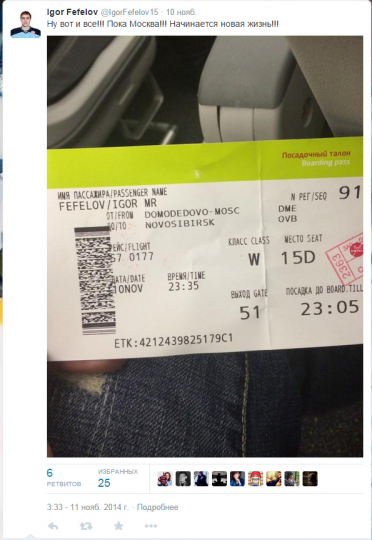 Igor Fefelov @IgorFefelov15 · 10 нояб.
Ну вот и все!!! Пока Москва!!! Начинается новая жизнь!!!
Посадочный талон
Boarding pass
ИМЯ ПАССАЖИРА/PASSENGER NAME
FEFELOV/IGOR MR
N РЕГ/SEQ 91
ОТ/FROM DOMODEDOVO-MOSC DME
ДО/TO NOVOSIBIRSK OVB
РЕЙС/FLIGHT КЛАСС CLASS МЕСТО SEAT
S7 0177 W 15D
2363
ДАТА/DATE ВРЕМЯ/TIME
10NOV 23:35
ВЫХОД GATE ПОСАДКА ДО BOARD.TILL
51 23:05
ETK:4212439825179C1
6 РЕТВИТОВ
ИЗБРАННЫХ 25
3:33 - 11 нояб. 2014 г. · Подробнее